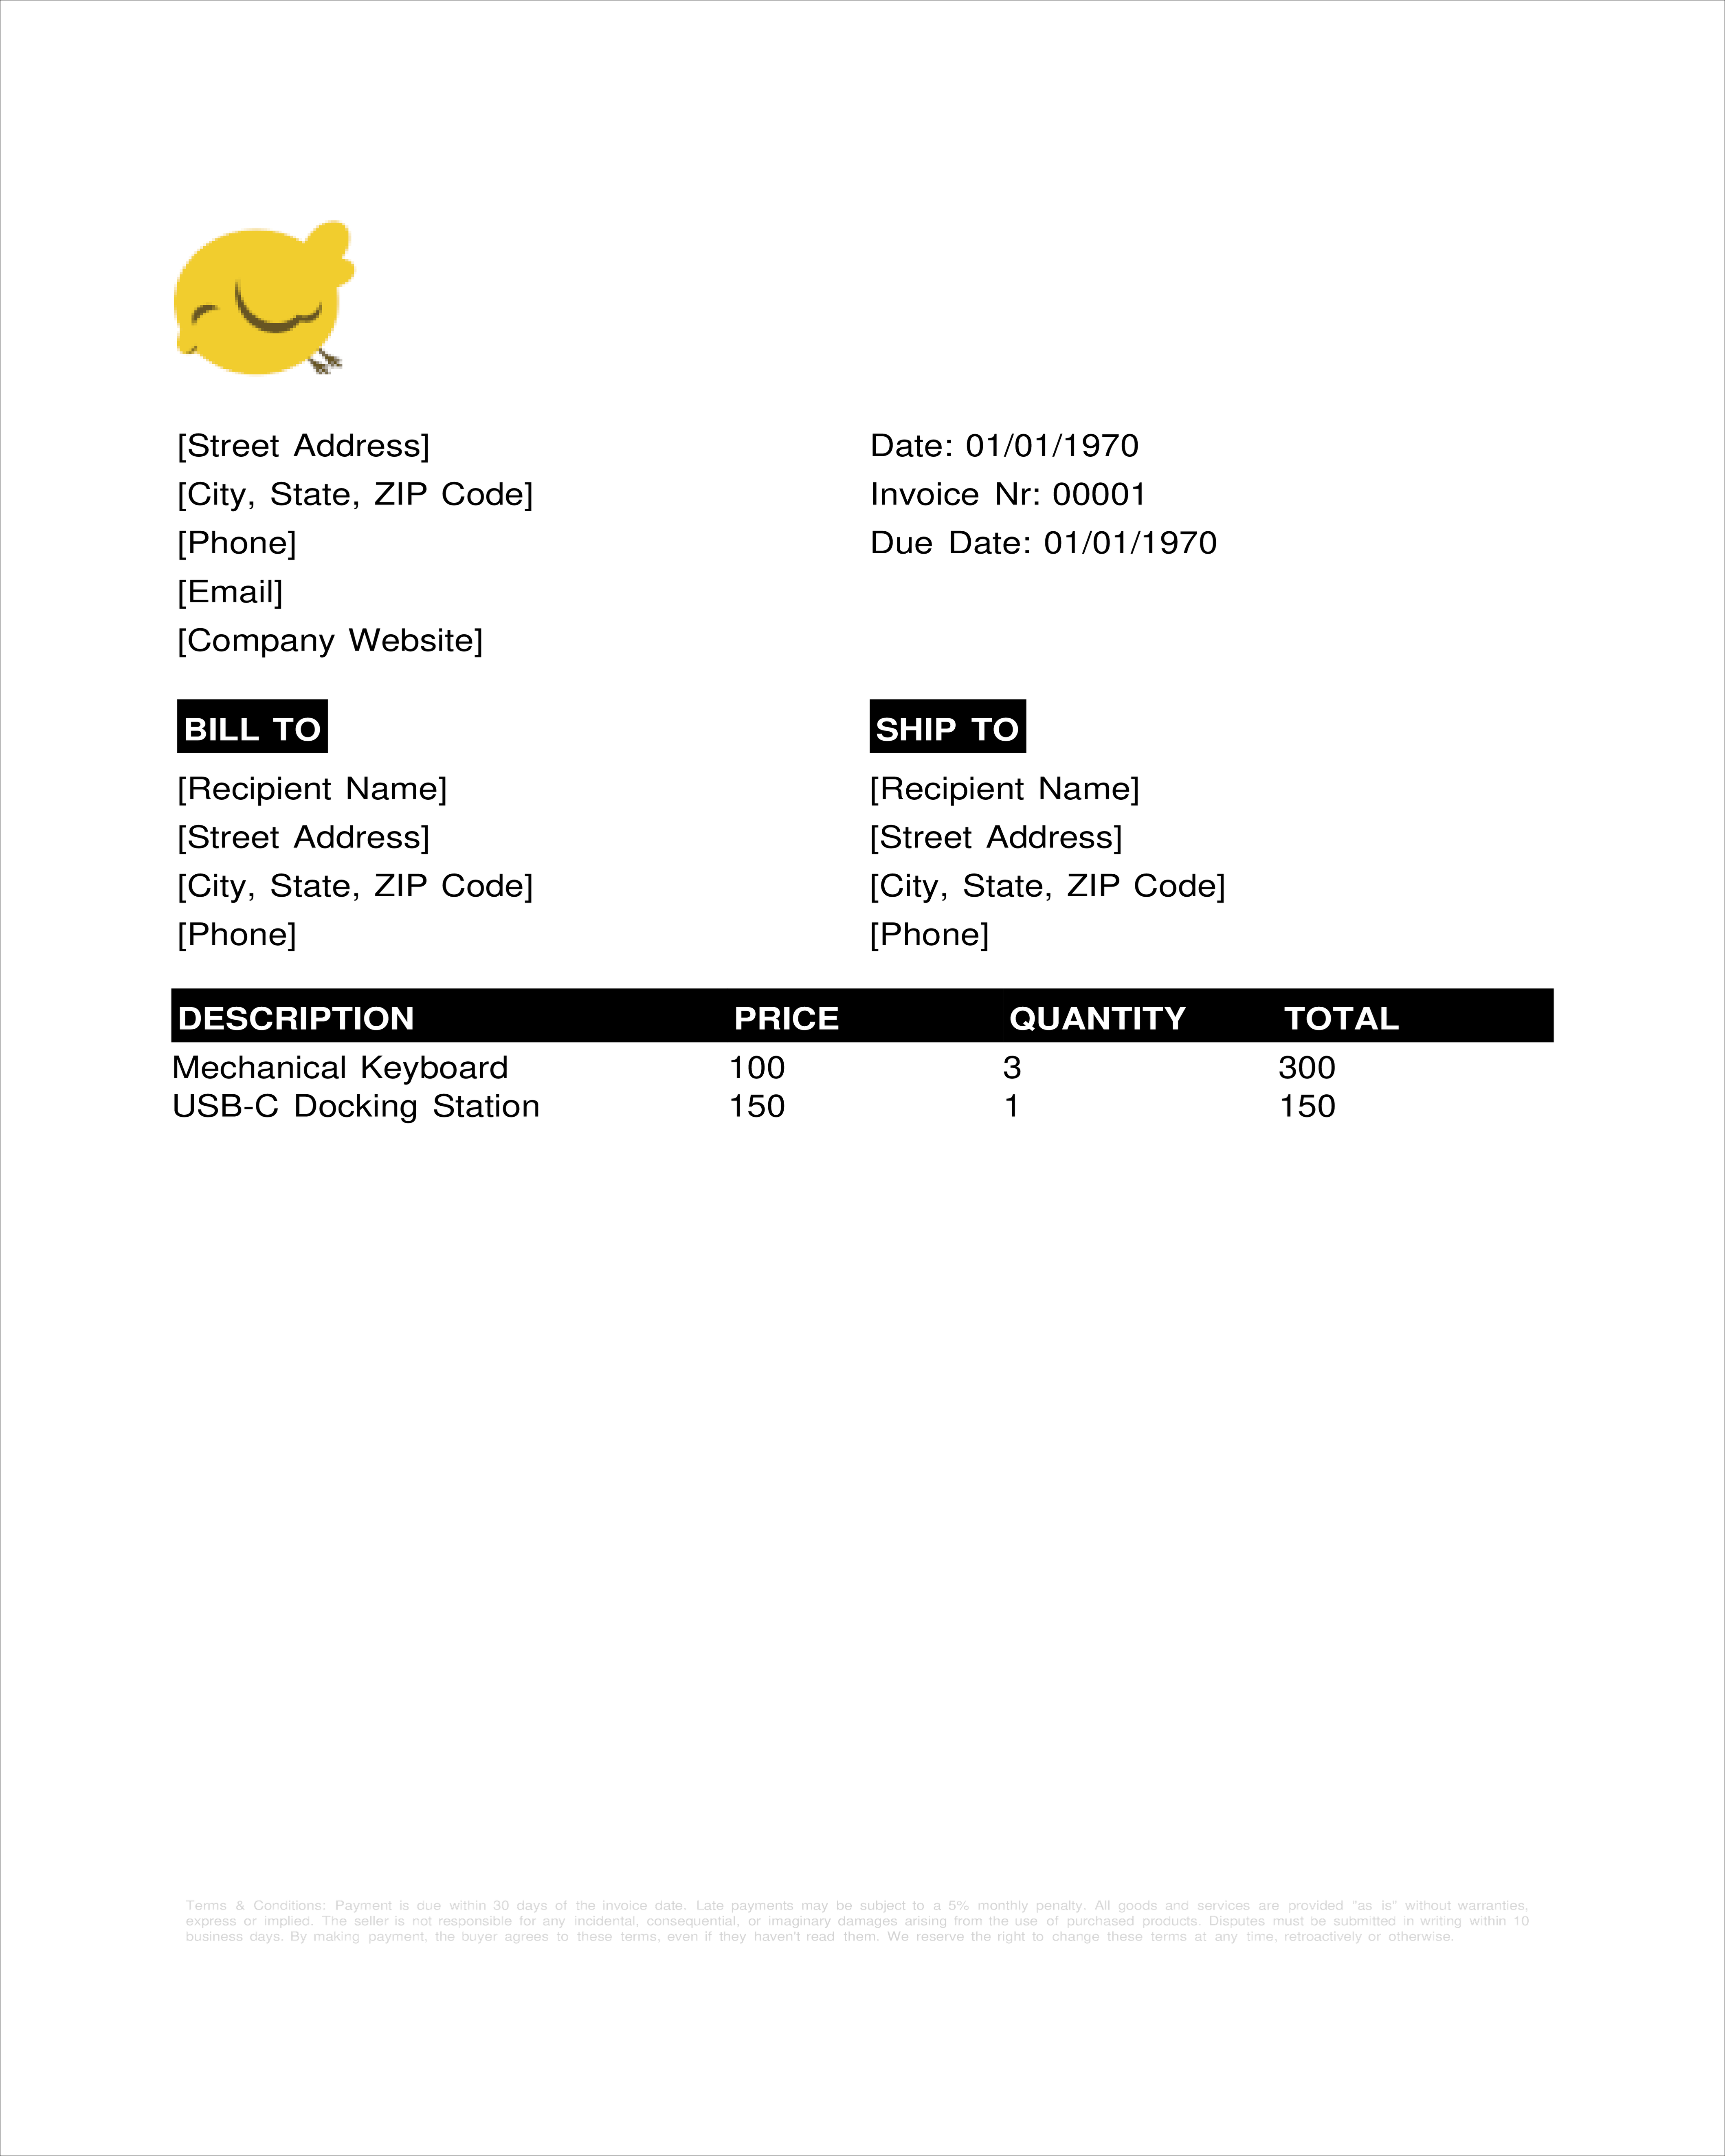 [Street Address]
[City, State, ZIP Code]
[Phone]
[Email]
[Company Website]
Date: 01/01/1970
Invoice Nr: 00001
Due Date: 01/01/1970
BILL TO
[Recipient Name]
[Street Address]
[City, State, ZIP Code]
[Phone]
SHIP TO
[Recipient Name]
[Street Address]
[City, State, ZIP Code]
[Phone]
DESCRIPTION PRICE QUANTITY TOTAL
Mechanical Keyboard 100 3 300
USB-C Docking Station 150 1 150
Terms & Conditions: Payment is due within 30 days of the invoice date. Late payments may be subject to a 5% monthly penalty. All goods and services are provided "as is" without warranties,
express or implied. The seller is not responsible for any incidental, consequential, or imaginary damages arising from the use of purchased products. Disputes must be submitted in writing within 10
business days. By making payment, the buyer agrees to these terms, even if they haven't read them. We reserve the right to change these terms at any time, retroactively or otherwise.